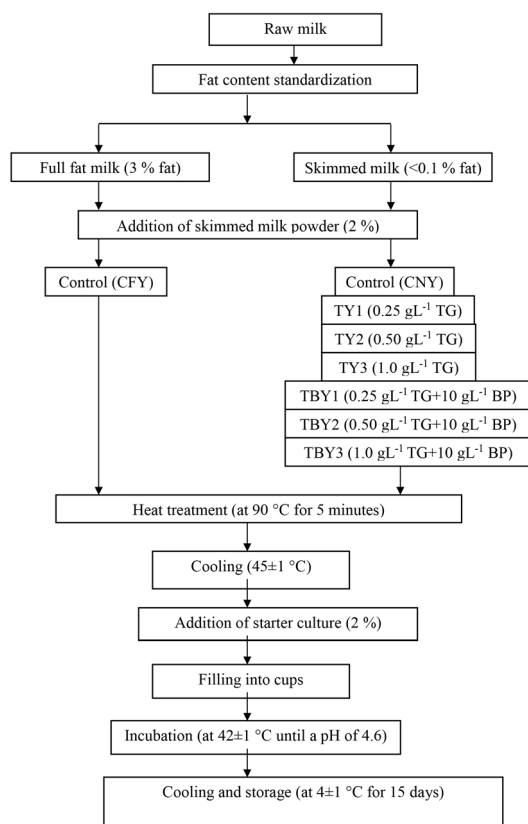 Raw milk
Fat content standardization
Full fat milk (3 % fat)
Skimmed milk (<0.1 % fat)
Addition of skimmed milk powder (2 %)
Control (CFY)
Control (CNY)
TY1 (0.25 gL⁻¹ TG)
TY2 (0.50 gL⁻¹ TG)
TY3 (1.0 gL⁻¹ TG)
TBY1 (0.25 gL⁻¹ TG+10 gL⁻¹ BP)
TBY2 (0.50 gL⁻¹ TG+10 gL⁻¹ BP)
TBY3 (1.0 gL⁻¹ TG+10 gL⁻¹ BP)
Heat treatment (at 90 °C for 5 minutes)
Cooling (45±1 °C)
Addition of starter culture (2 %)
Filling into cups
Incubation (at 42±1 °C until a pH of 4.6)
Cooling and storage (at 4±1 °C for 15 days)